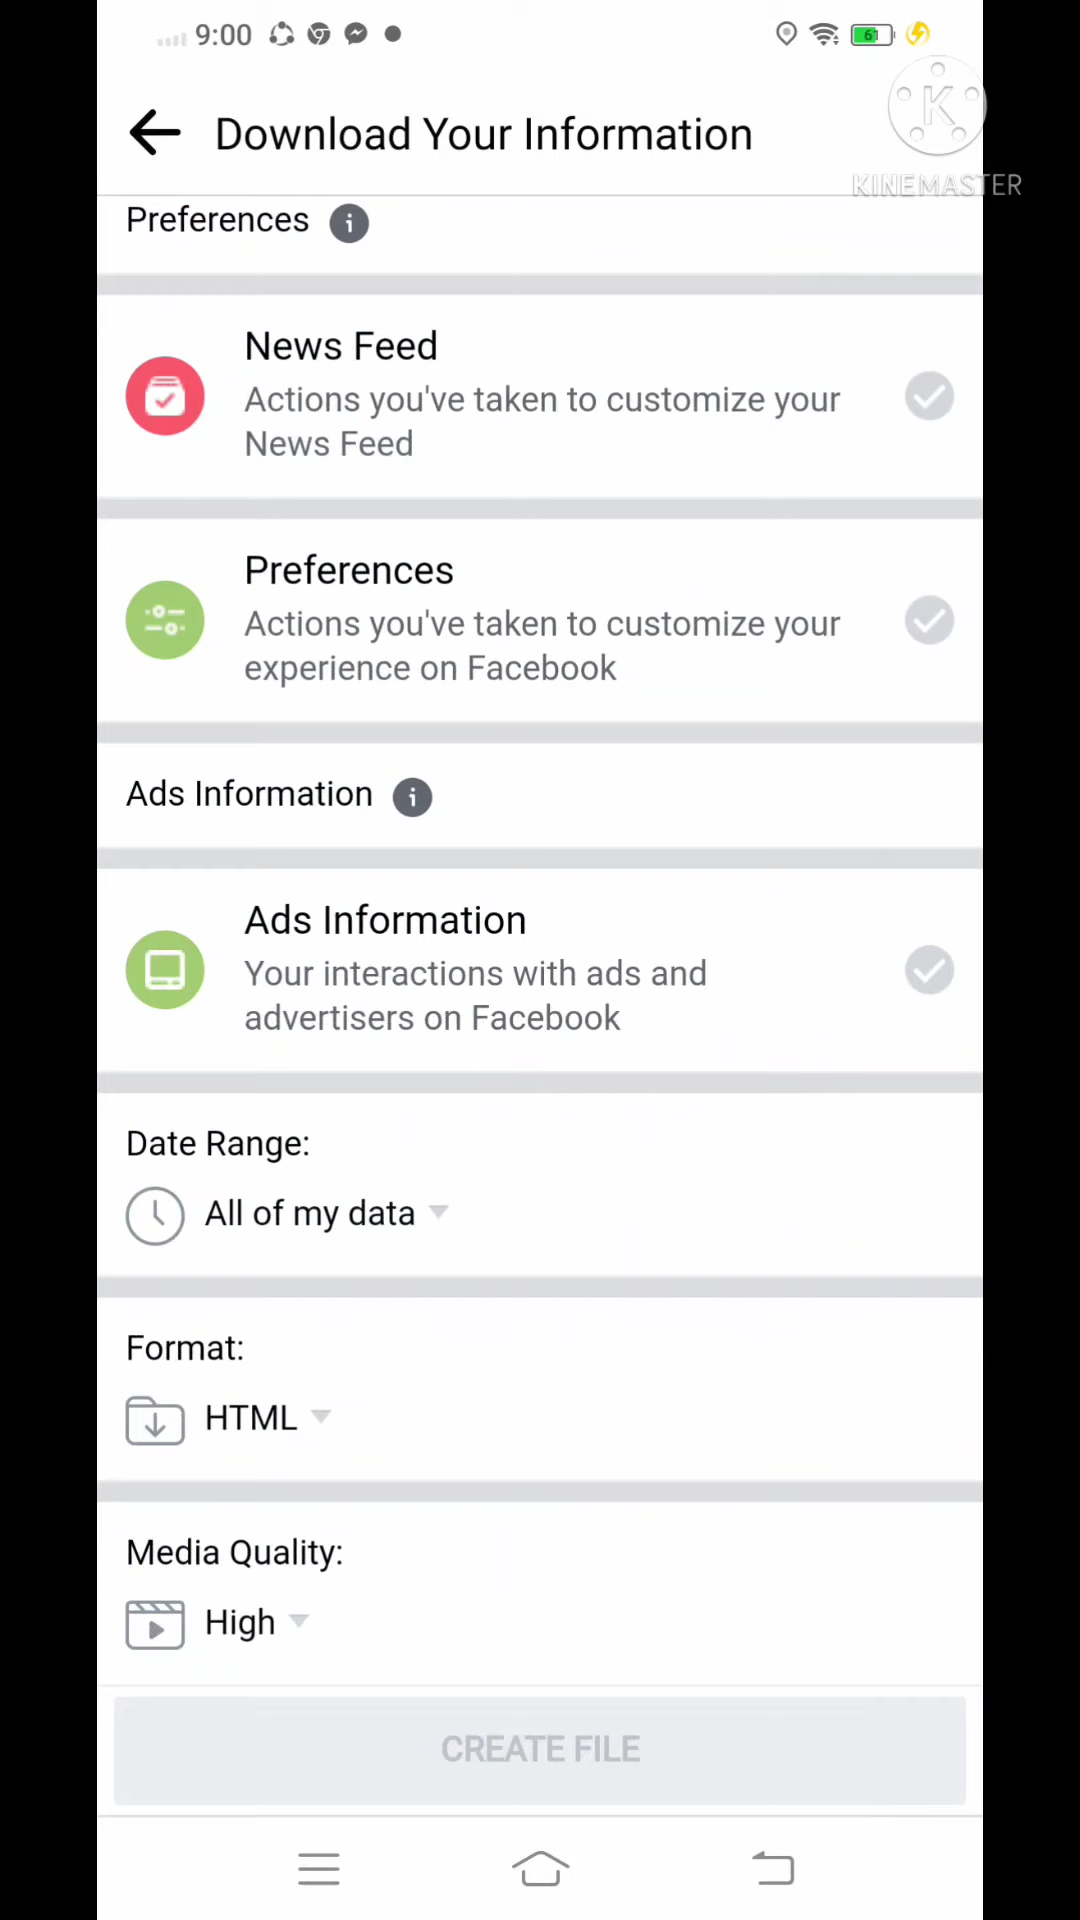 9:00
61
Download Your Information
K
KINEMASTER
Preferences
News Feed
Actions you've taken to customize your
News Feed
Preferences
Actions you've taken to customize your
experience on Facebook
Ads Information
Ads Information
Your interactions with ads and
advertisers on Facebook
Date Range:
All of my data
Format:
HTML
Media Quality:
High
CREATE FILE